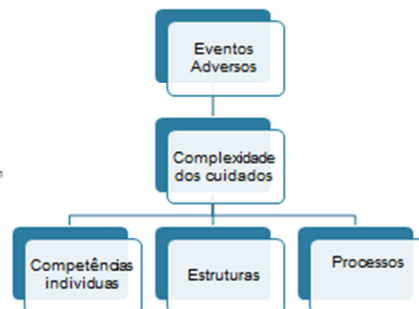 Eventos
Adversos
Complexidade
dos cuidados
Competências
individuas
Estruturas
Processos